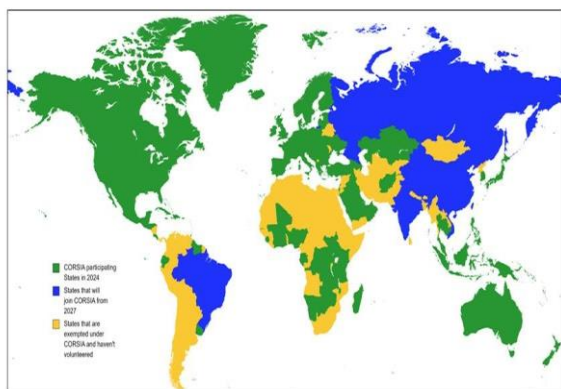 CORSIA participating
States in 2024
States that will
join CORSIA from
2027
States that are
exempted under
CORSIA and haven't
volunteered